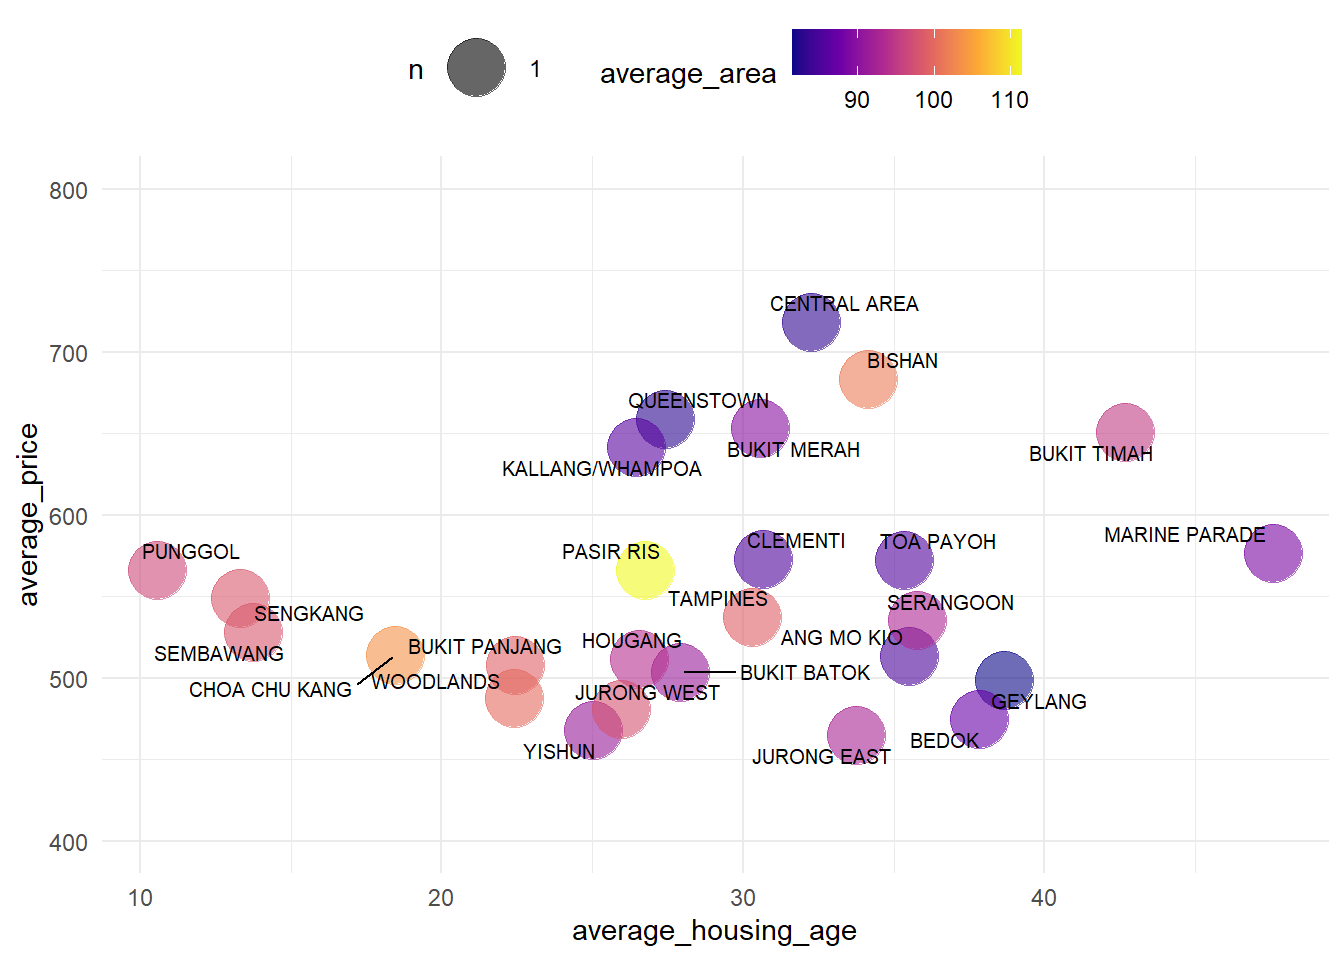 n
1
average_area
90
100
110
average_price
800
700
600
500
400
CENTRAL AREA
BISHAN
QUEENSTOWN
BUKIT MERAH
BUKIT TIMAH
KALLANG/WHAMPOA
MARINE PARADE
CLEMENTI
TOA PAYOH
PUNGGOL
PASIR RIS
TAMPINES
SERANGOON
SENGKANG
ANG MO KIO
HOUGANG
BUKIT PANJANG
SEMBAWANG
BUKIT BATOK
WOODLANDS
CHOA CHU KANG
JURONG WEST
GEYLANG
BEDOK
YISHUN
JURONG EAST
10
20
30
40
average_housing_age